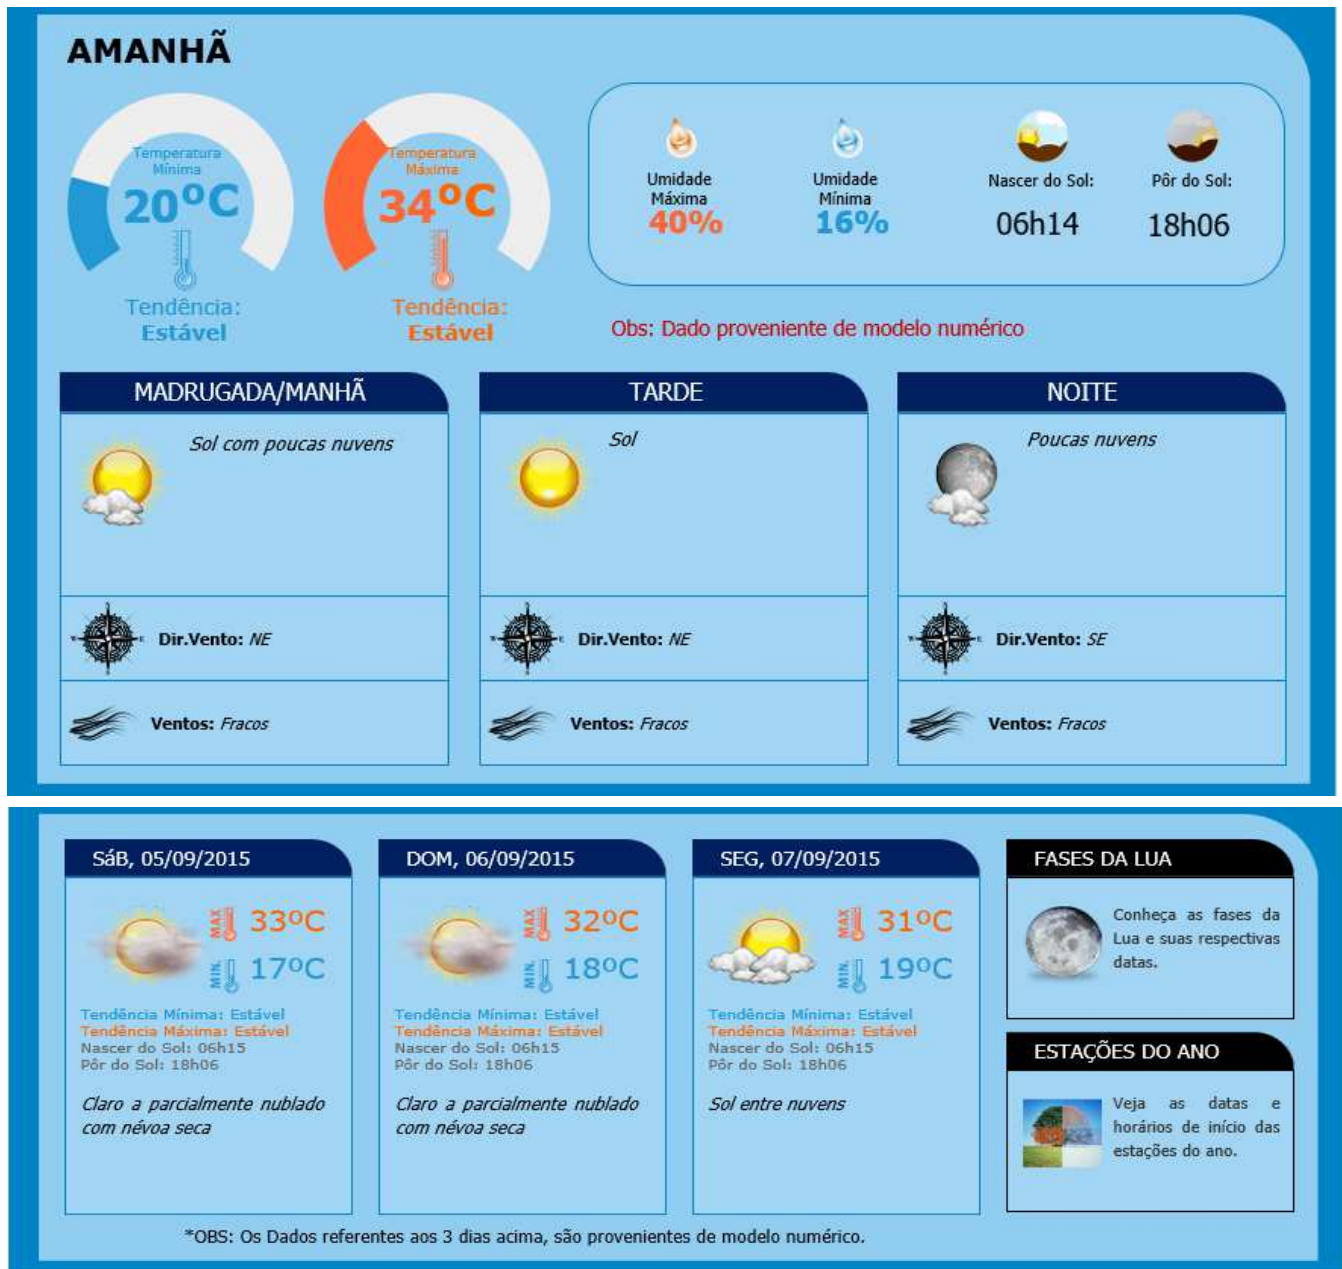 AMANHÃ
Temperatura
Mínima
20ºC
Tendência:
Estável
Temperatura
Máxima
34ºC
Tendência:
Estável
Umidade
Máxima
40%
Umidade
Mínima
16%
Nascer do Sol:
06h14
Pôr do Sol:
18h06
Obs: Dado proveniente de modelo numérico
MADRUGADA/MANHÃ
Sol com poucas nuvens
Dir.Vento: NE
Ventos: Fracos
TARDE
Sol
Dir.Vento: NE
Ventos: Fracos
NOITE
Poucas nuvens
Dir.Vento: SE
Ventos: Fracos
SáB, 05/09/2015
MAX 33ºC
MIN. 17ºC
Tendência Mínima: Estável
Tendência Máxima: Estável
Nascer do Sol: 06h15
Pôr do Sol: 18h06
Claro a parcialmente nublado
com névoa seca
DOM, 06/09/2015
MAX 32ºC
MIN. 18ºC
Tendência Mínima: Estável
Tendência Máxima: Estável
Nascer do Sol: 06h15
Pôr do Sol: 18h06
Claro a parcialmente nublado
com névoa seca
SEG, 07/09/2015
MAX 31ºC
MIN. 19ºC
Tendência Mínima: Estável
Tendência Máxima: Estável
Nascer do Sol: 06h15
Pôr do Sol: 18h06
Sol entre nuvens
FASES DA LUA
Conheça as fases da
Lua e suas respectivas
datas.
ESTAÇÕES DO ANO
Veja as datas e
horários de início das
estações do ano.
*OBS: Os Dados referentes aos 3 dias acima, são provenientes de modelo numérico.